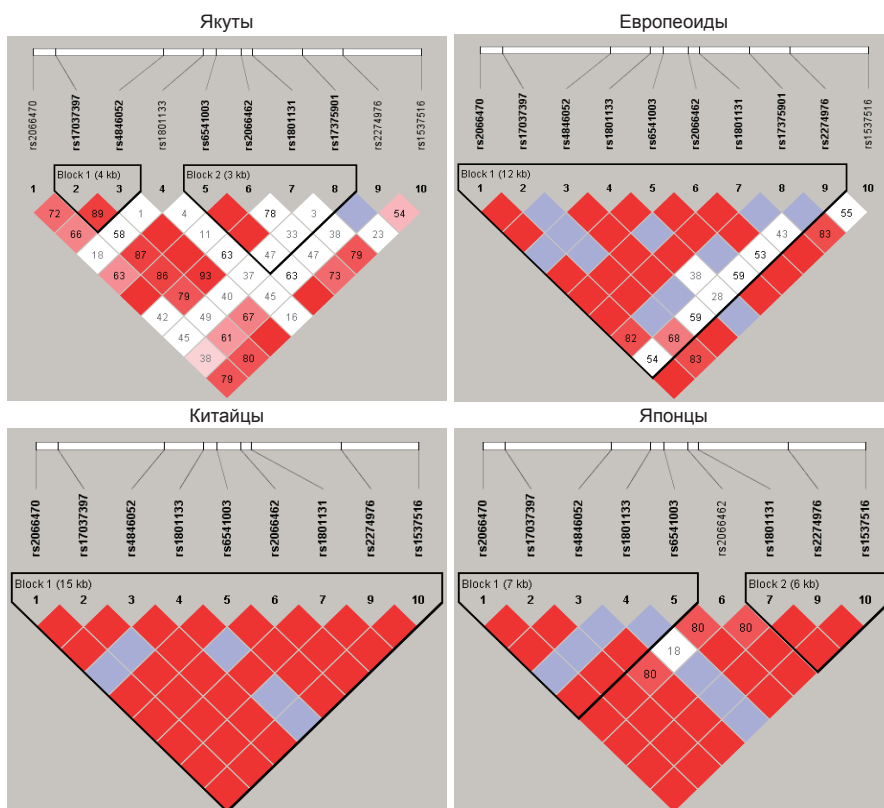 Якуты
rs2066470
rs17037397
rs4846052
rs1801133
rs6541003
rs2066462
rs1801131
rs17375901
rs2274976
rs1537516
Block 1 (4 kb)
Block 2 (3 kb)
1 2 3 4 5 6 7 8 9 10
72 89 1 4 78 3 54
66 58 11 33 38 23
18 87 63 47 47 79
63 86 93 37 63 73
79 40 45
42 49 67 16
45 61
38 80
79
Европеоиды
rs2066470
rs17037397
rs4846052
rs1801133
rs6541003
rs2066462
rs1801131
rs17375901
rs2274976
rs1537516
Block 1 (12 kb)
1 2 3 4 5 6 7 8 9 10
55
43 83
53
38 59
28
59
82 68
54 83
Китайцы
rs2066470
rs17037397
rs4846052
rs1801133
rs6541003
rs2066462
rs1801131
rs2274976
rs1537516
Block 1 (15 kb)
1 2 3 4 5 6 7 9 10
Японцы
rs2066470
rs17037397
rs4846052
rs1801133
rs6541003
rs2066462
rs1801131
rs2274976
rs1537516
Block 1 (7 kb)
Block 2 (6 kb)
1 2 3 4 5 6 7 9 10
80 80
18
80